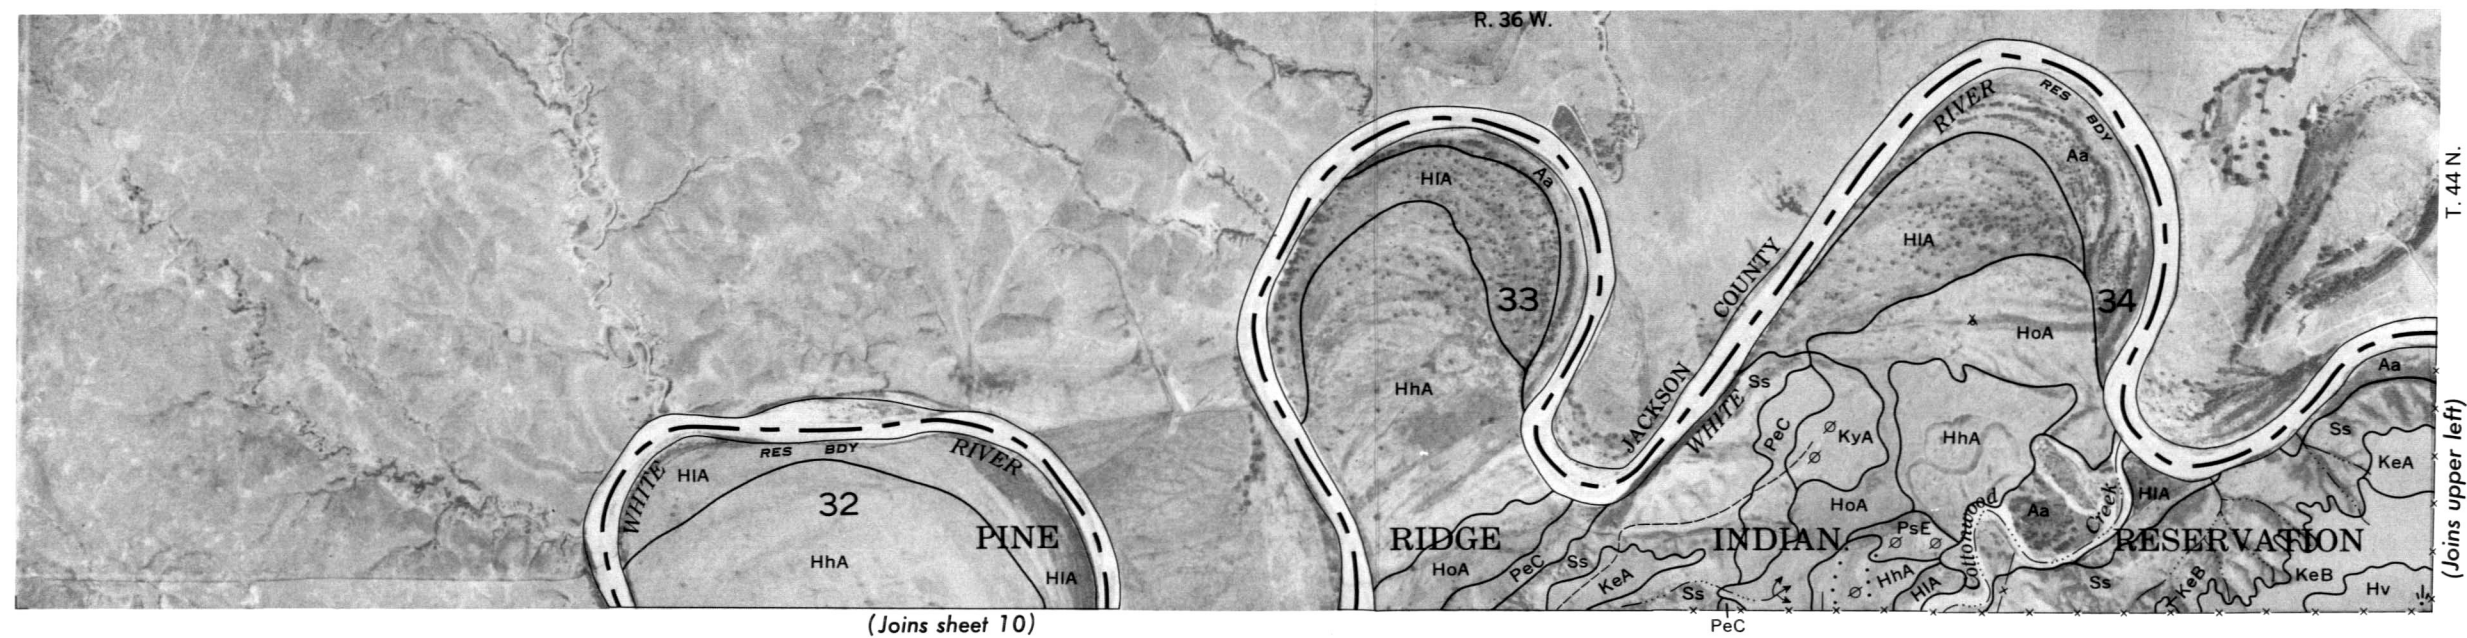 R. 36 W.
T. 44 N.
RIVER
RES
BDY
Aa
HlA
Aa
HlA
33
34
COUNTY
HoA
HhA
JACKSON
WHITE
Ss
PeC
KyA
HhA
Aa
Ss
KeA
RES BDY
RIVER
WHITE
HlA
32
HhA
PINE
HlA
RIDGE
INDIAN
RESERVATION
HoA
PeC
Ss
KeA
Ss
HoA
PsE
HhA
HlA
Cottonwood
Creek
Aa
HlA
Ss
KeB
KeB
Hv
PeC
(Joins upper left)
(Joins sheet 10)